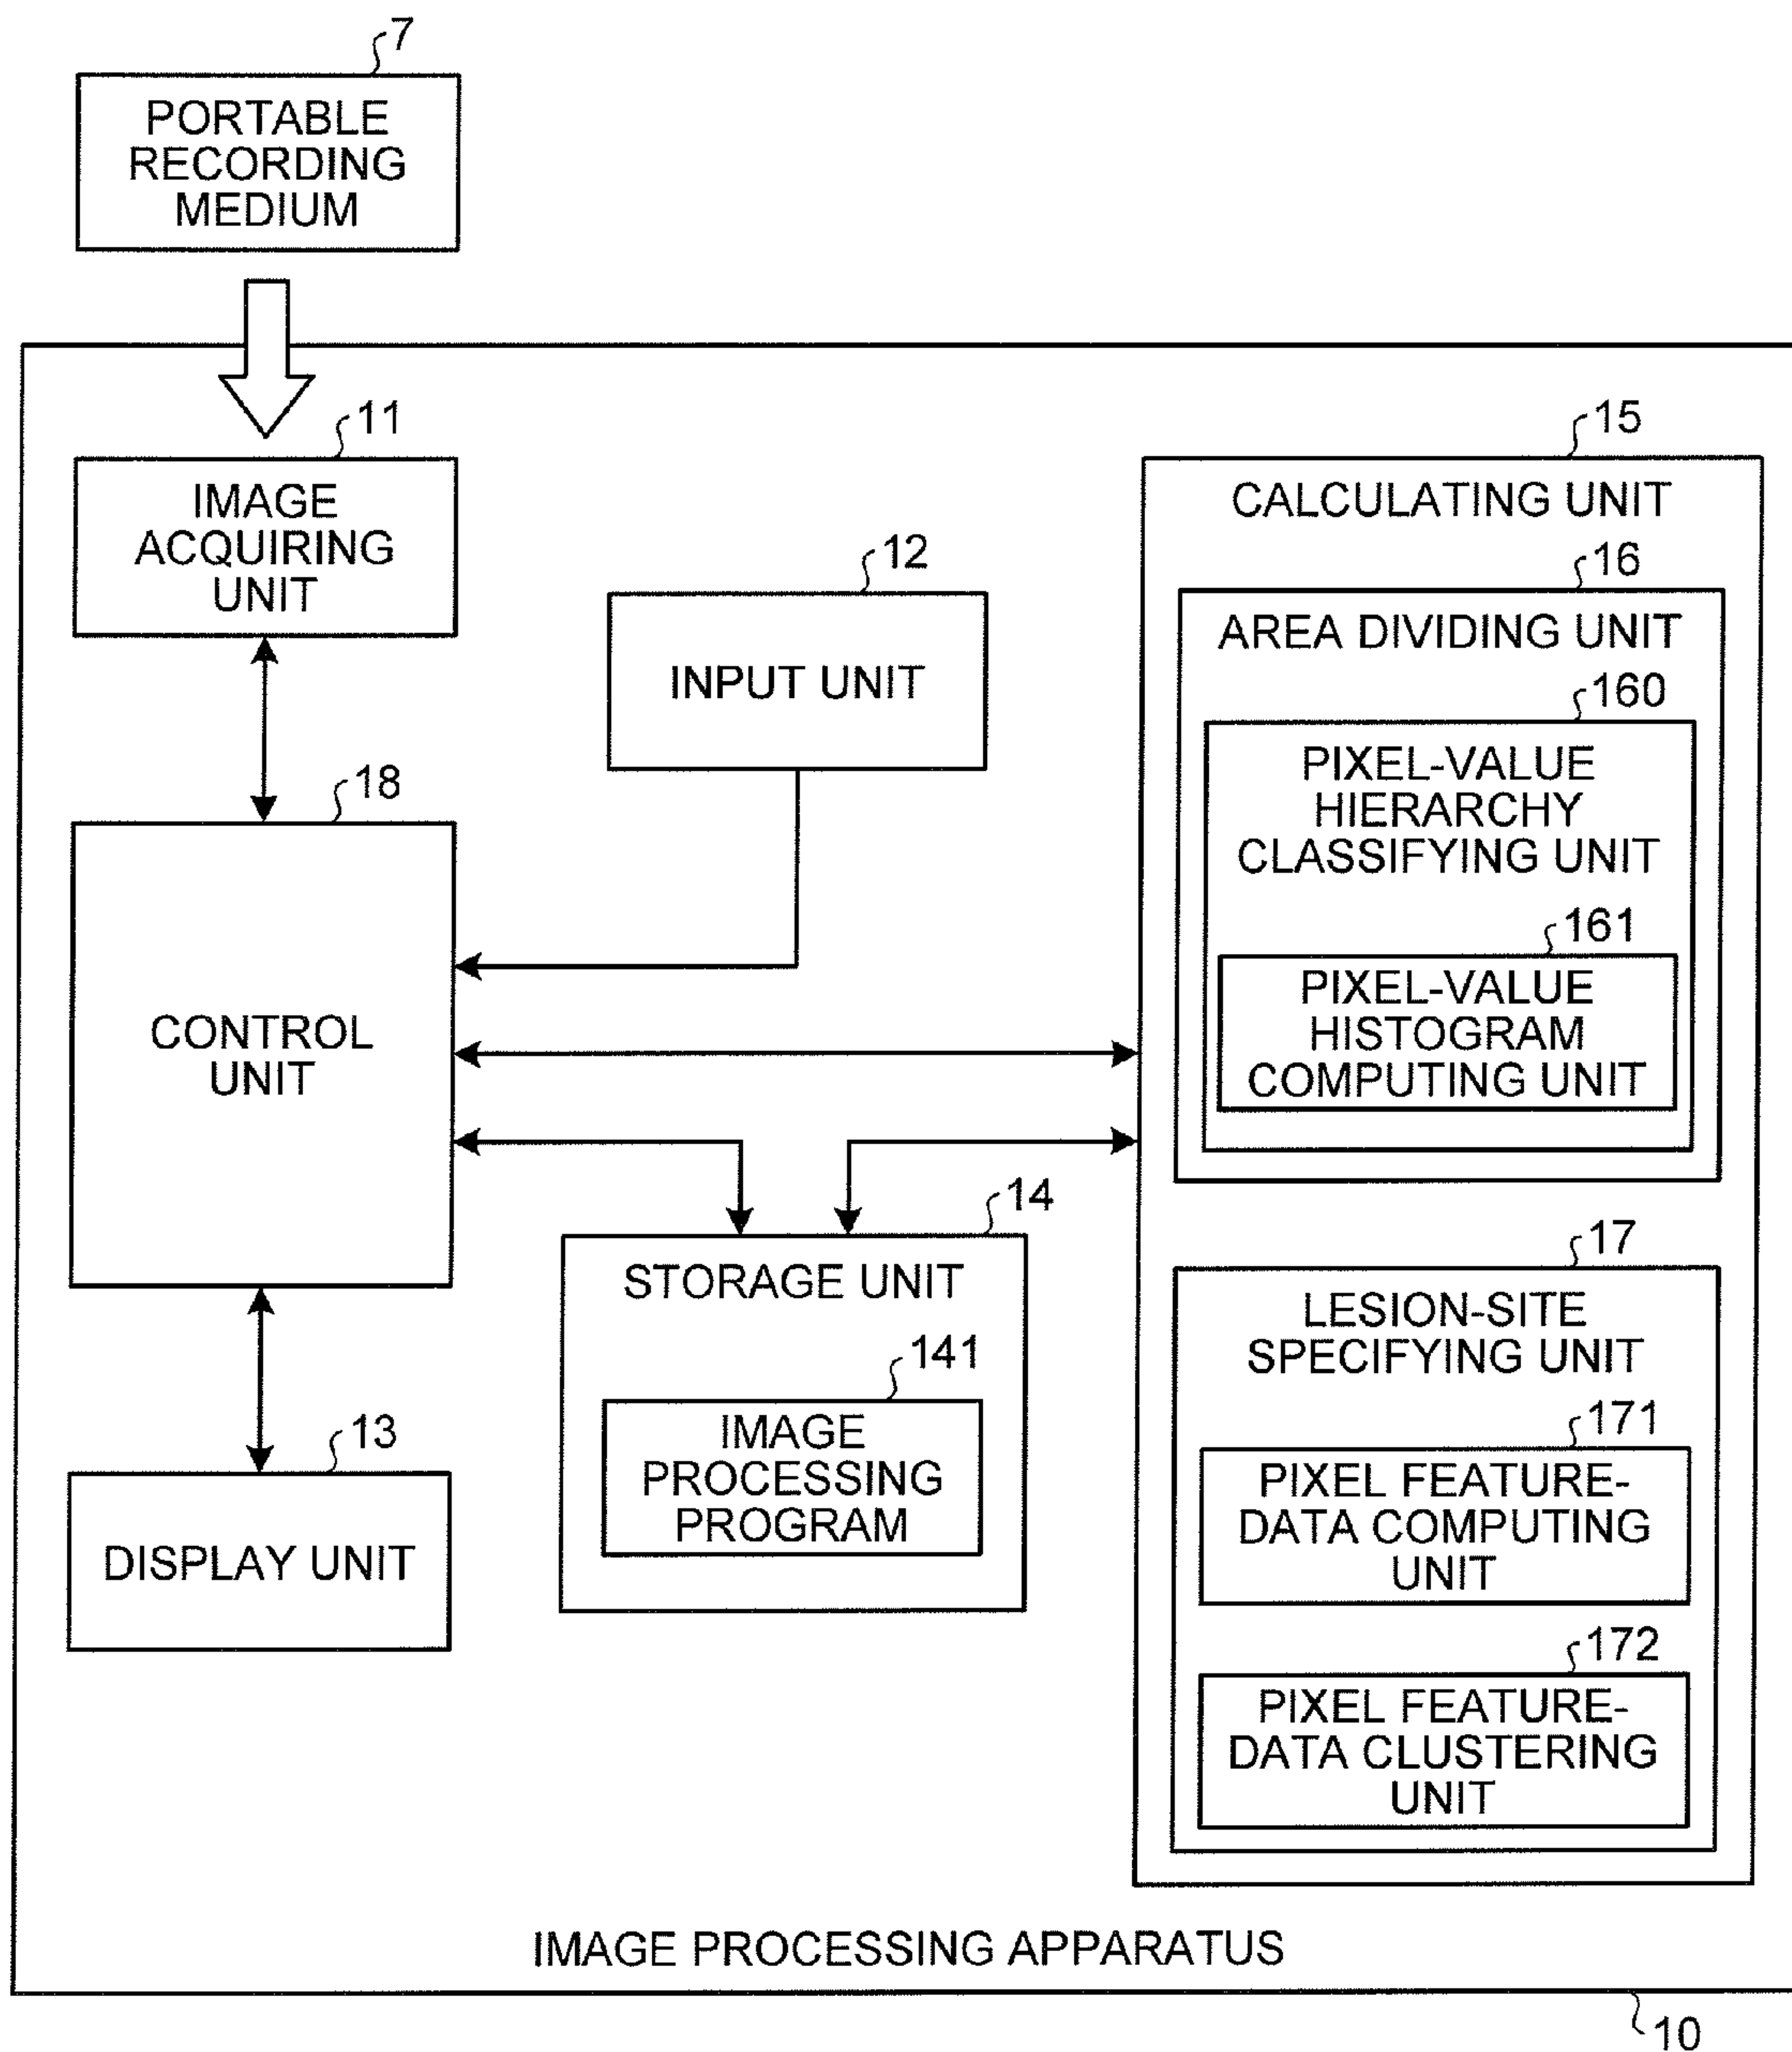 7
PORTABLE
RECORDING
MEDIUM
11
IMAGE
ACQUIRING
UNIT
12
INPUT UNIT
18
CONTROL
UNIT
13
DISPLAY UNIT
14
STORAGE UNIT
141
IMAGE
PROCESSING
PROGRAM
15
CALCULATING UNIT
16
AREA DIVIDING UNIT
160
PIXEL-VALUE
HIERARCHY
CLASSIFYING UNIT
161
PIXEL-VALUE
HISTOGRAM
COMPUTING UNIT
17
LESION-SITE
SPECIFYING UNIT
171
PIXEL FEATURE-
DATA COMPUTING
UNIT
172
PIXEL FEATURE-
DATA CLUSTERING
UNIT
IMAGE PROCESSING APPARATUS
10